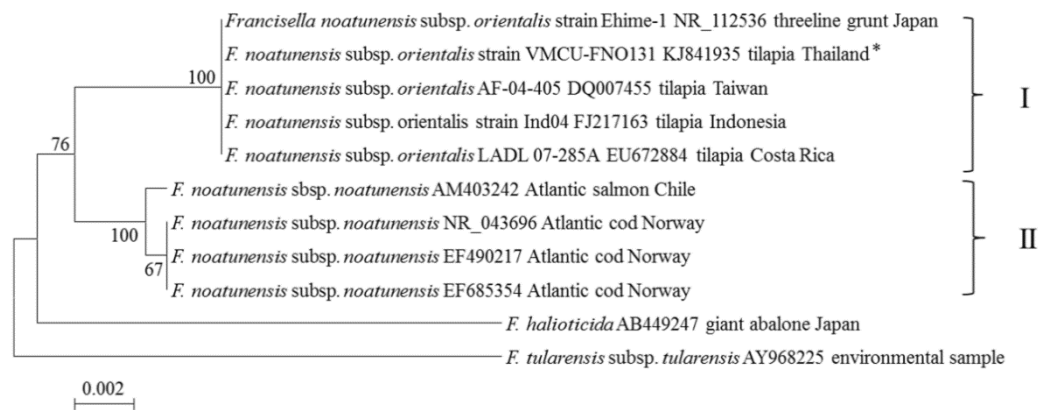 Francisella noatunensis subsp. orientalis strain Ehime-1 NR_112536 threeline grunt Japan
F. noatunensis subsp. orientalis strain VMCU-FNO131 KJ841935 tilapia Thailand*
100
F. noatunensis subsp. orientalis AF-04-405 DQ007455 tilapia Taiwan
I
F. noatunensis subsp. orientalis strain Ind04 FJ217163 tilapia Indonesia
76
F. noatunensis subsp. orientalis LADL 07-285A EU672884 tilapia Costa Rica
F. noatunensis sbsp. noatunensis AM403242 Atlantic salmon Chile
F. noatunensis subsp. noatunensis NR_043696 Atlantic cod Norway
100
II
F. noatunensis subsp. noatunensis EF490217 Atlantic cod Norway
67
F. noatunensis subsp. noatunensis EF685354 Atlantic cod Norway
F. halioticida AB449247 giant abalone Japan
F. tularensis subsp. tularensis AY968225 environmental sample
0.002